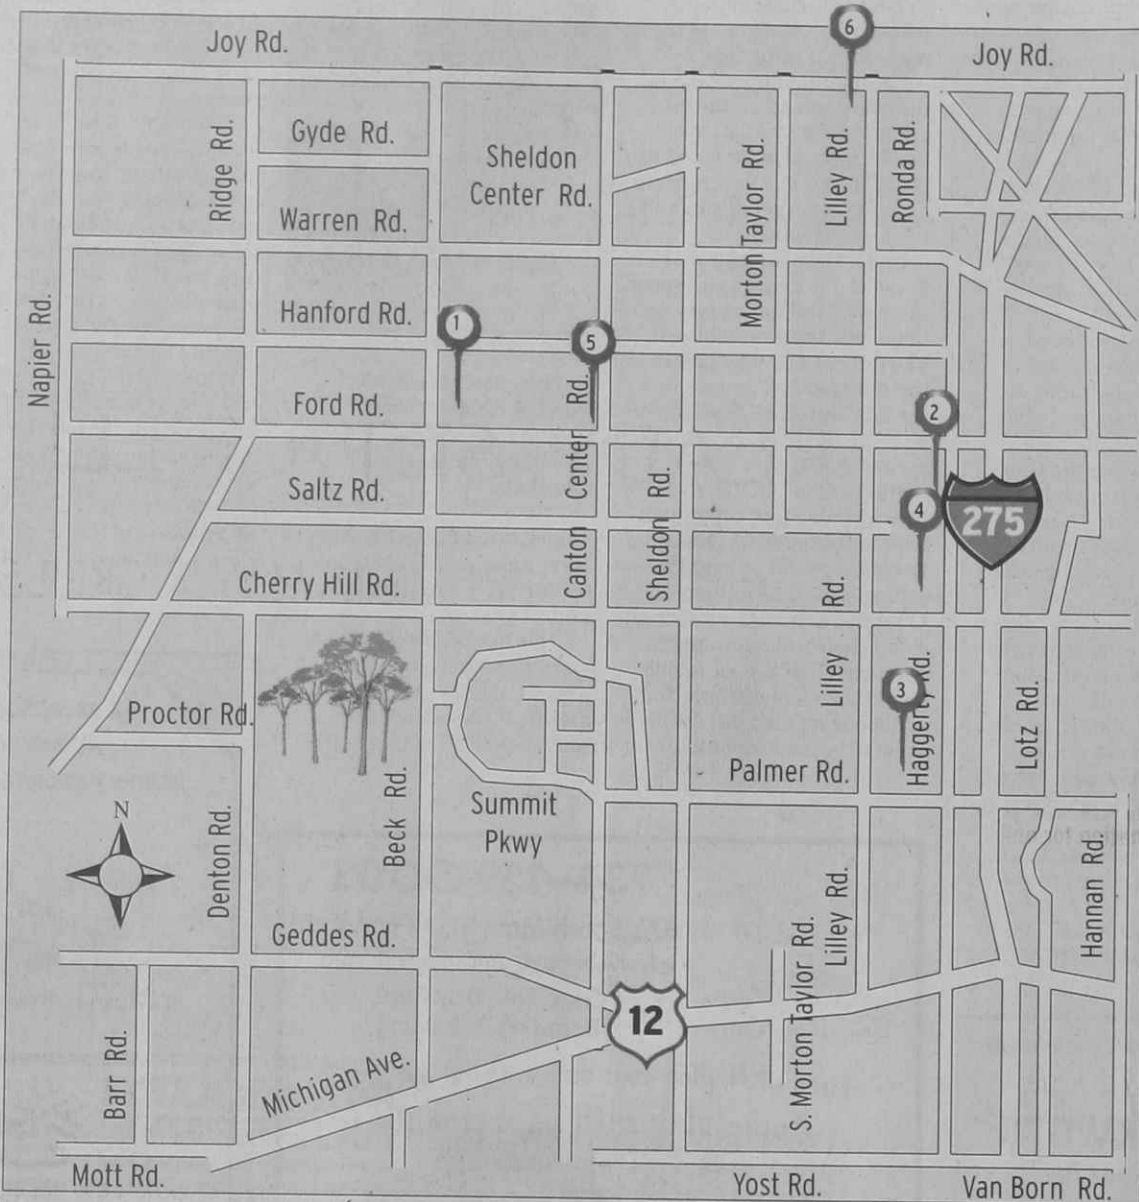 6
Joy Rd.
Joy Rd.
Ridge Rd.
Gyde Rd.
Sheldon
Center Rd.
Morton Taylor Rd.
Lilley Rd.
Ronda Rd.
Warren Rd.
Napier Rd.
Hanford Rd.
1
5
Ford Rd.
2
Canton Center Rd.
Saltz Rd.
Sheldon Rd.
4
275
Cherry Hill Rd.
Lilley Rd.
3
Haggerty Rd.
Lotz Rd.
Proctor Rd.
Palmer Rd.
Beck Rd.
Summit
Pkwy
N
Denton Rd.
Lilley Rd.
Hannan Rd.
Geddes Rd.
S. Morton Taylor Rd.
12
Barr Rd.
Michigan Ave.
Mott Rd.
Yost Rd.
Van Born Rd.